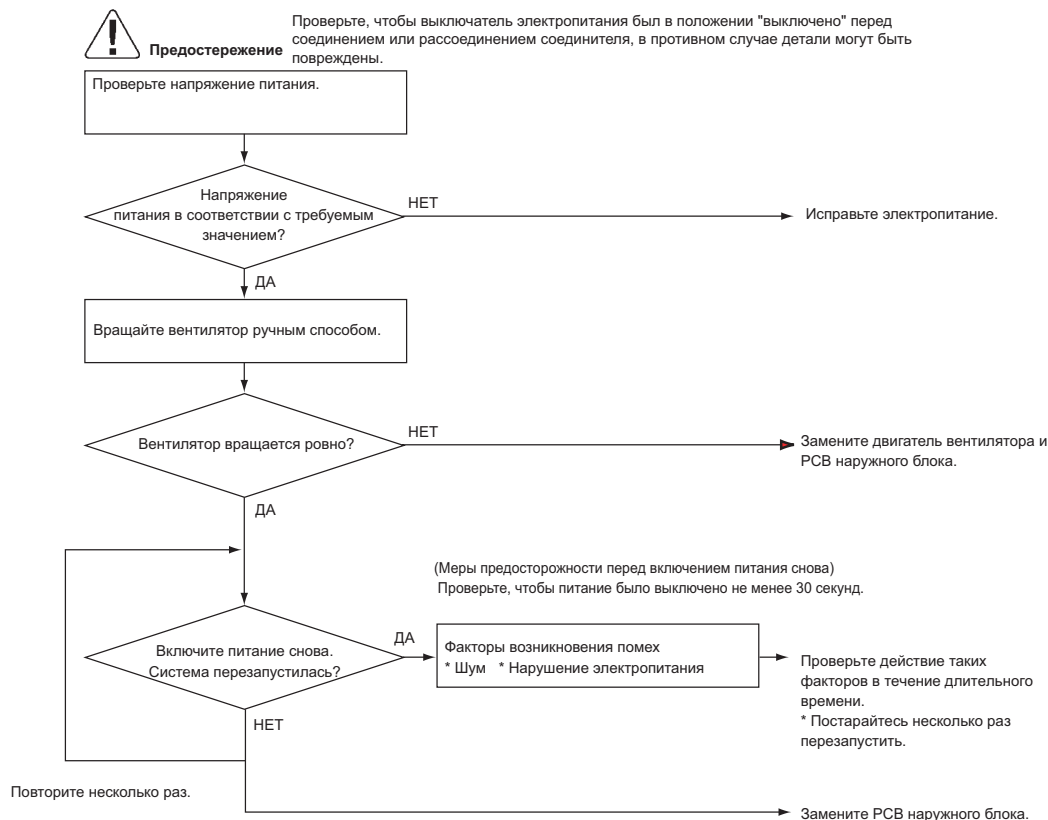 Предостережение
Проверьте, чтобы выключатель электропитания был в положении "выключено" перед
соединением или рассоединением соединителя, в противном случае детали могут быть
повреждены.
Проверьте напряжение питания.
Напряжение
питания в соответствии с требуемым
значением?
НЕТ
Исправьте электропитание.
ДА
Вращайте вентилятор ручным способом.
Вентилятор вращается ровно?
НЕТ
Замените двигатель вентилятора и
PCB наружного блока.
ДА
(Меры предосторожности перед включением питания снова)
Проверьте, чтобы питание было выключено не менее 30 секунд.
Включите питание снова.
Система перезапустилась?
ДА
Факторы возникновения помех
* Шум * Нарушение электропитания
Проверьте действие таких
факторов в течение длительного
времени.
* Постарайтесь несколько раз
перезапустить.
НЕТ
Повторите несколько раз.
Замените PCB наружного блока.